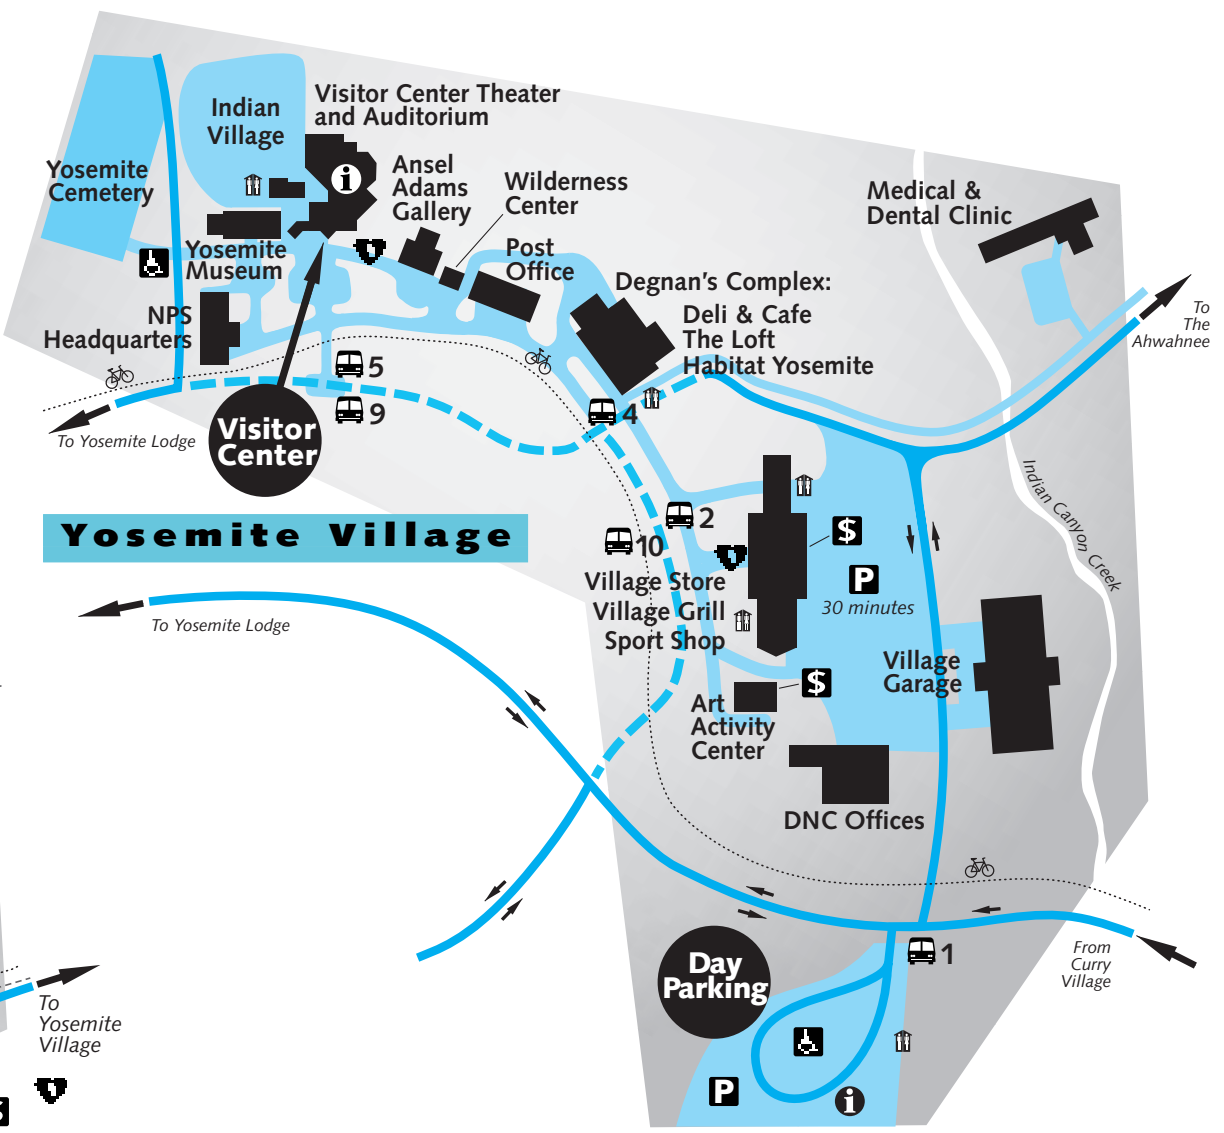 Indian
Village
Visitor Center Theater
and Auditorium
Yosemite
Cemetery
i
Ansel
Adams
Gallery
Wilderness
Center
Post
Office
Medical &
Dental Clinic
Yosemite
Museum
NPS
Headquarters
Degnan's Complex:
Deli & Cafe
The Loft
Habitat Yosemite
To
The
Ahwahnee
5
9
4
To Yosemite Lodge
Visitor
Center
Yosemite Village
2
10
$
P
30 minutes
Indian Canyon Creek
Village Store
Village Grill
Sport Shop
To Yosemite Lodge
Village
Garage
$
Art
Activity
Center
DNC Offices
1
From
Curry
Village
Day
Parking
To
Yosemite
Village
P
i